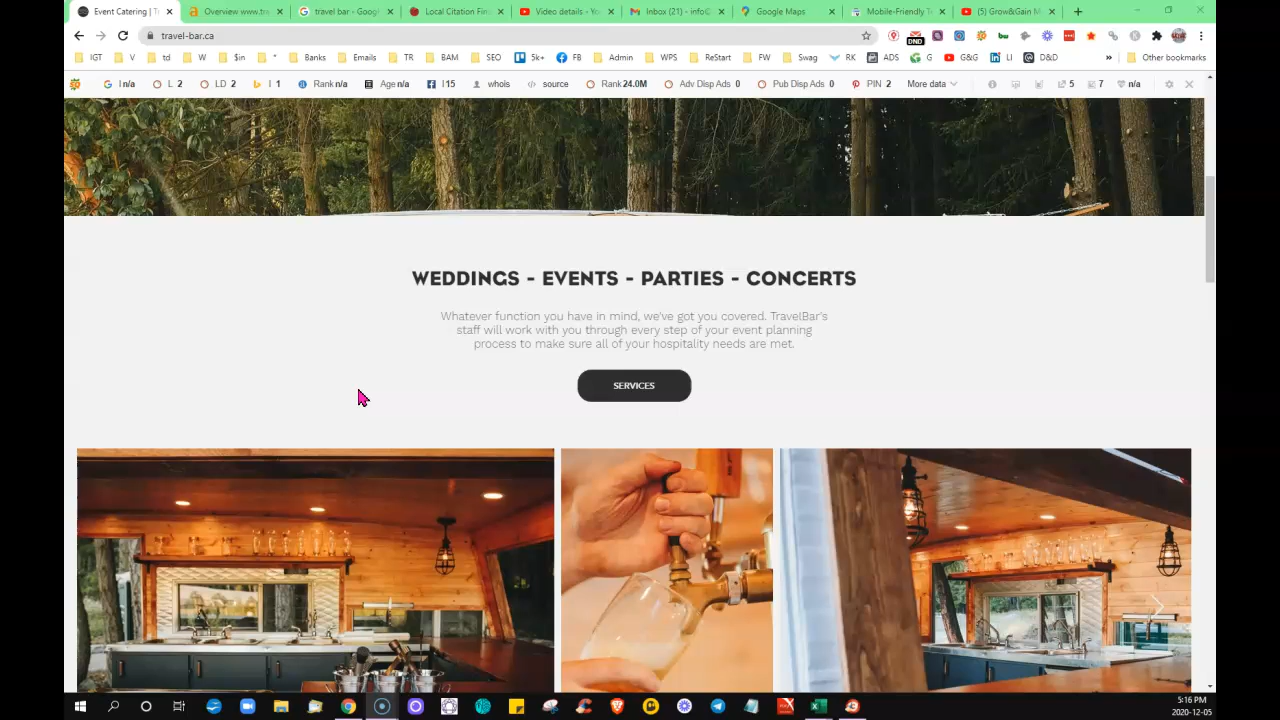 Event Catering | Tr
Overview www.tra
travel bar - Googl
Local Citation Find
Video details - Yo
Inbox (21) - info@
Google Maps
Mobile-Friendly Te
(5) Grow&Gain M
travel-bar.ca
DND
IGT
V
td
W
$in
*
Banks
Emails
TR
BAM
SEO
5k+
FB
Admin
WPS
ReStart
FW
Swag
RK
ADS
G
G&G
LI
D&D
»
Other bookmarks
I n/a
L 2
LD 2
I 1
Rank n/a
Age n/a
I 15
whois
source
Rank 24.0M
Adv Disp Ads 0
Pub Disp Ads 0
PIN 2
More data
5
7
n/a
WEDDINGS - EVENTS - PARTIES - CONCERTS
Whatever function you have in mind, we've got you covered. TravelBar's
staff will work with you through every step of your event planning
process to make sure all of your hospitality needs are met.
SERVICES
5:16 PM
2020-12-05